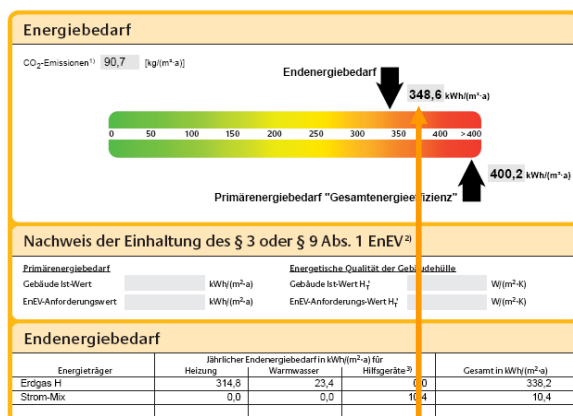 Energiebedarf
CO2-Emissionen1) 90,7 [kg/(m²·a)]
Endenergiebedarf
348,6 kWh/(m²·a)
0 50 100 150 200 250 300 350 400 >400
400,2 kWh/(m²·a)
Primärenergiebedarf "Gesamtenergieeffizienz"
Nachweis der Einhaltung des § 3 oder § 9 Abs. 1 EnEV2)
Primärenergiebedarf Energetische Qualität der Gebäudehülle
Gebäude Ist-Wert kWh/(m²·a) Gebäude Ist-Wert HT' W/(m²·K)
EnEV-Anforderungswert kWh/(m²·a) EnEV-Anforderungs-Wert HT' W/(m²·K)
Endenergiebedarf
Jährlicher Endenergiebedarf in kWh/(m²·a) für
Energieträger Heizung Warmwasser Hilfsgeräte3) Gesamt in kWh/(m²·a)
Erdgas H 314,8 23,4 0,0 338,2
Strom-Mix 0,0 0,0 10,4 10,4